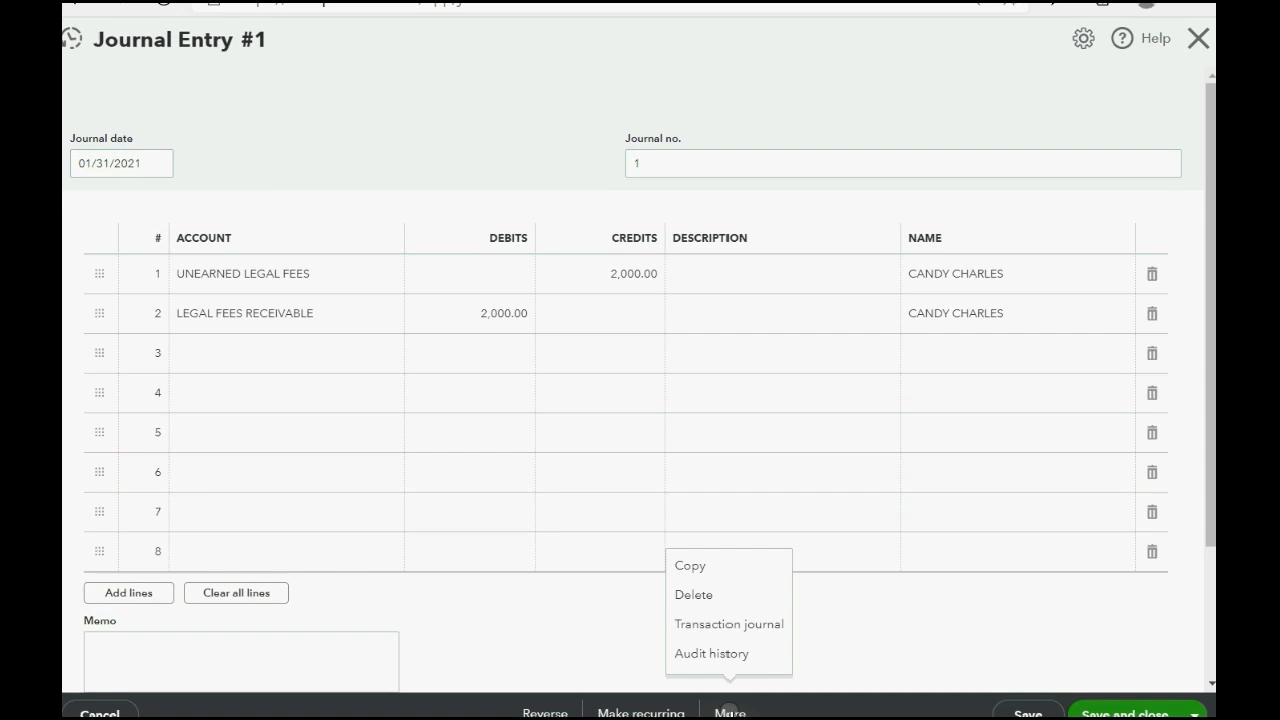 Journal Entry #1
Help
Journal date
Journal no.
01/31/2021
1
# ACCOUNT DEBITS CREDITS DESCRIPTION NAME
1 UNEARNED LEGAL FEES 2,000.00 CANDY CHARLES
2 LEGAL FEES RECEIVABLE 2,000.00 CANDY CHARLES
3
4
5
6
7
8
Copy
Delete
Transaction journal
Audit history
Add lines Clear all lines
Memo
Cancel Reverse Make recurring More Save Save and close